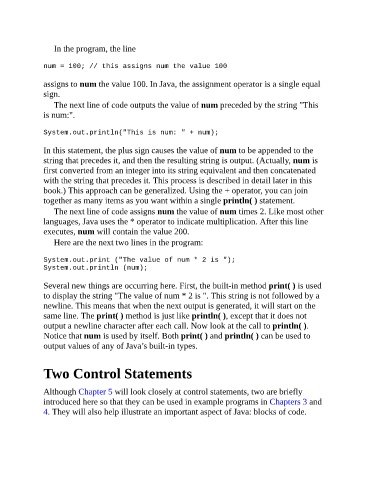 In the program, the line
num = 100; // this assigns num the value 100
assigns to num the value 100. In Java, the assignment operator is a single equal
sign.
The next line of code outputs the value of num preceded by the string "This
is num:".
System.out.println("This is num: " + num);
In this statement, the plus sign causes the value of num to be appended to the
string that precedes it, and then the resulting string is output. (Actually, num is
first converted from an integer into its string equivalent and then concatenated
with the string that precedes it. This process is described in detail later in this
book.) This approach can be generalized. Using the + operator, you can join
together as many items as you want within a single println( ) statement.
The next line of code assigns num the value of num times 2. Like most other
languages, Java uses the * operator to indicate multiplication. After this line
executes, num will contain the value 200.
Here are the next two lines in the program:
System.out.print ("The value of num * 2 is ");
System.out.println (num);
Several new things are occurring here. First, the built-in method print( ) is used
to display the string "The value of num * 2 is ". This string is not followed by a
newline. This means that when the next output is generated, it will start on the
same line. The print( ) method is just like println( ), except that it does not
output a newline character after each call. Now look at the call to println( ).
Notice that num is used by itself. Both print( ) and println( ) can be used to
output values of any of Java's built-in types.
Two Control Statements
Although Chapter 5 will look closely at control statements, two are briefly
introduced here so that they can be used in example programs in Chapters 3 and
4. They will also help illustrate an important aspect of Java: blocks of code.